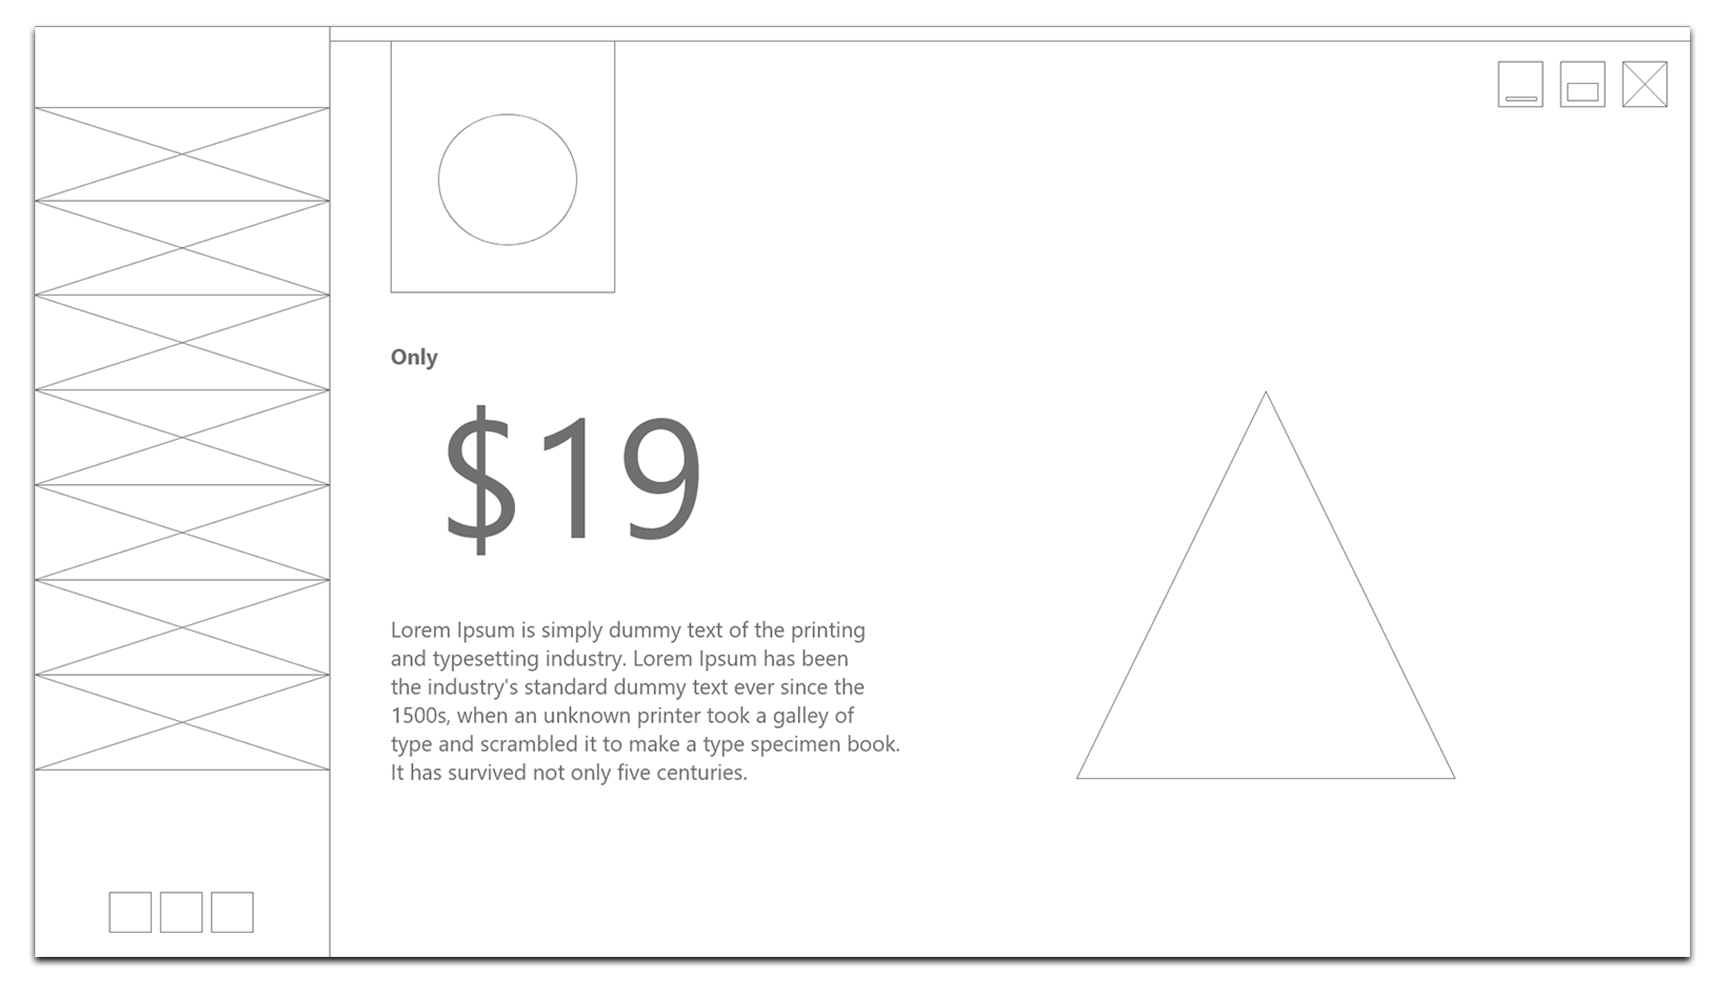 Only
$19
Lorem Ipsum is simply dummy text of the printing
and typesetting industry. Lorem Ipsum has been
the industry's standard dummy text ever since the
1500s, when an unknown printer took a galley of
type and scrambled it to make a type specimen book.
It has survived not only five centuries.